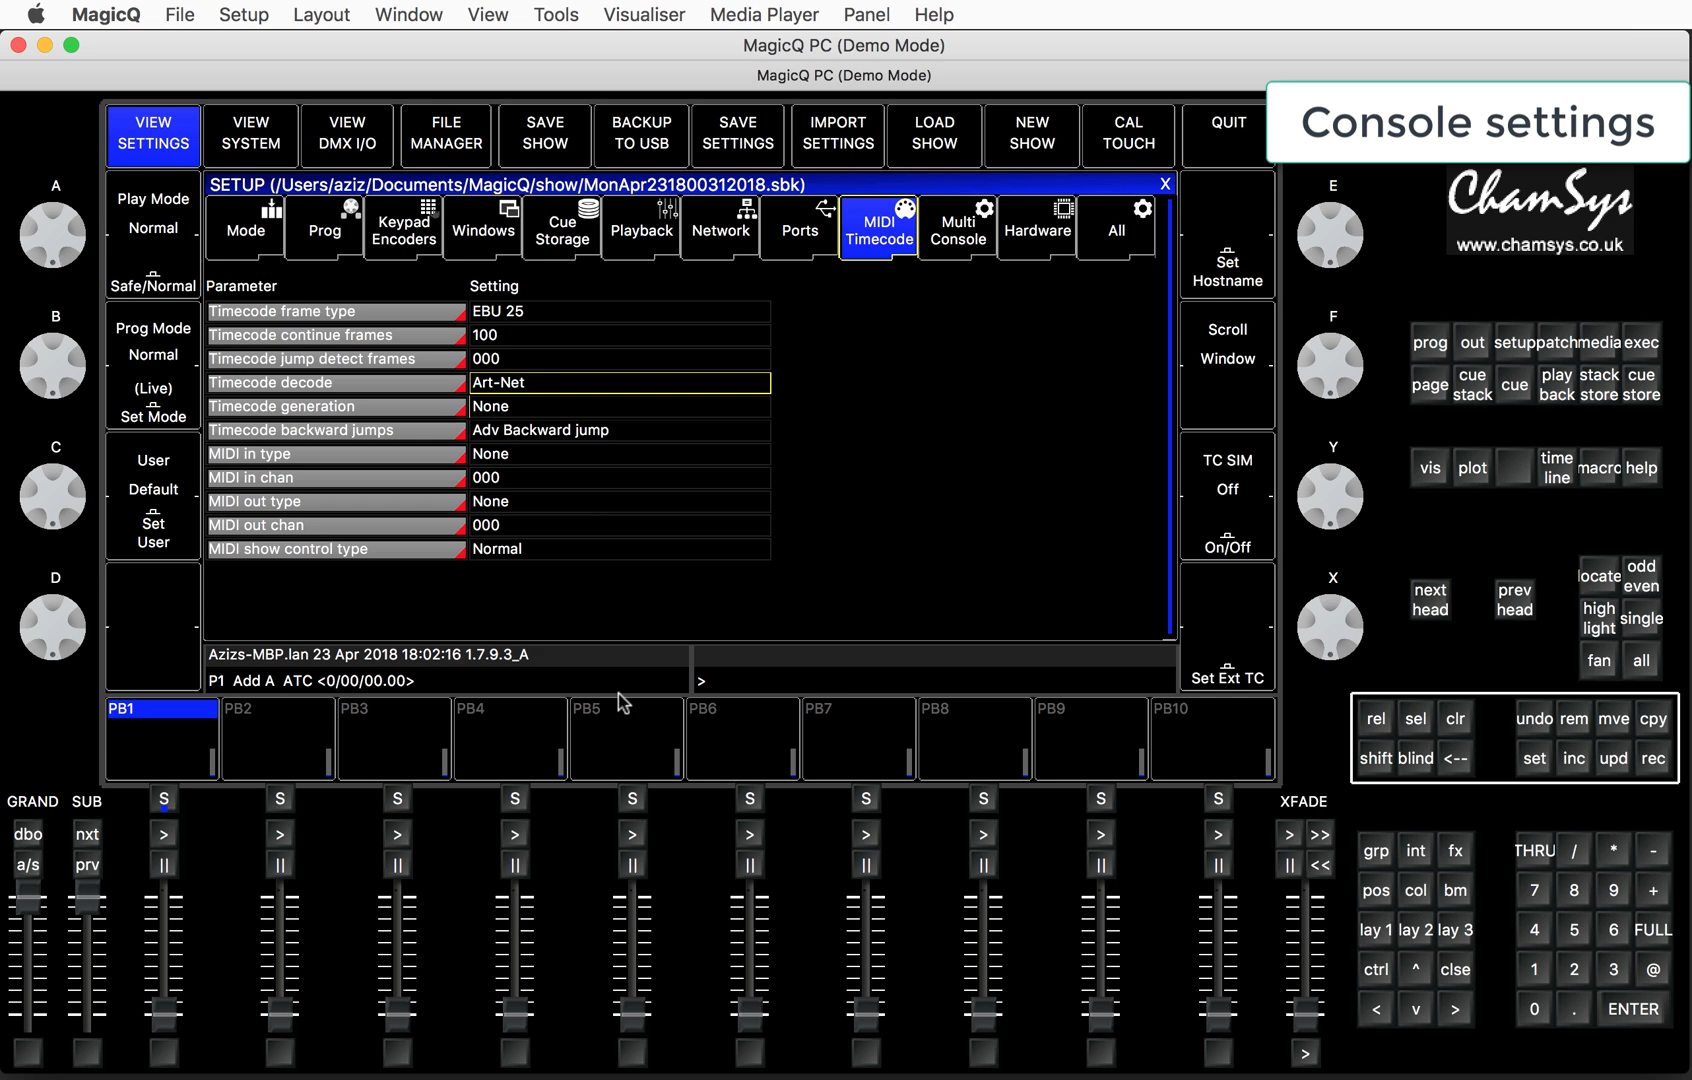 MagicQ File Setup Layout Window View Tools Visualiser Media Player Panel Help
MagicQ PC (Demo Mode)
MagicQ PC (Demo Mode)
Console settings
VIEW SETTINGS
VIEW SYSTEM
VIEW DMX I/O
FILE MANAGER
SAVE SHOW
BACKUP TO USB
SAVE SETTINGS
IMPORT SETTINGS
LOAD SHOW
NEW SHOW
CAL TOUCH
QUIT
SETUP (/Users/aziz/Documents/MagicQ/show/MonApr231800312018.sbk) X
Mode
Prog
Keypad Encoders
Windows
Cue Storage
Playback
Network
Ports
MIDI Timecode
Multi Console
Hardware
All
A
B
C
D
Play Mode
Normal
Safe/Normal
Prog Mode
Normal
(Live)
Set Mode
User
Default
Set
User
Parameter Setting
Timecode frame type EBU 25
Timecode continue frames 100
Timecode jump detect frames 000
Timecode decode Art-Net
Timecode generation None
Timecode backward jumps Adv Backward jump
MIDI in type None
MIDI in chan 000
MIDI out type None
MIDI out chan 000
MIDI show control type Normal
Azizs-MBP.lan 23 Apr 2018 18:02:16 1.7.9.3_A
P1 Add A ATC <0/00/00.00> >
Set
Hostname
Scroll
Window
TC SIM
Off
On/Off
Set Ext TC
E
F
Y
X
ChamSys
www.chamsys.co.uk
prog out setup patch media exec
page cue stack cue play back stack store cue store
vis plot time line macro help
next head
prev head
locate odd even
high light single
fan all
PB1 PB2 PB3 PB4 PB5 PB6 PB7 PB8 PB9 PB10
rel sel clr undo rem mve cpy
shift blind <-- set inc upd rec
GRAND SUB S S S S S S S S S S XFADE
dbo nxt > > > > > > > > > > > >>
a/s prv || || || || || || || || || || || <<
>
grp int fx THRU / * -
pos col bm 7 8 9 +
lay 1 lay 2 lay 3 4 5 6 FULL
ctrl ^ clse 1 2 3 @
< v > 0 . ENTER